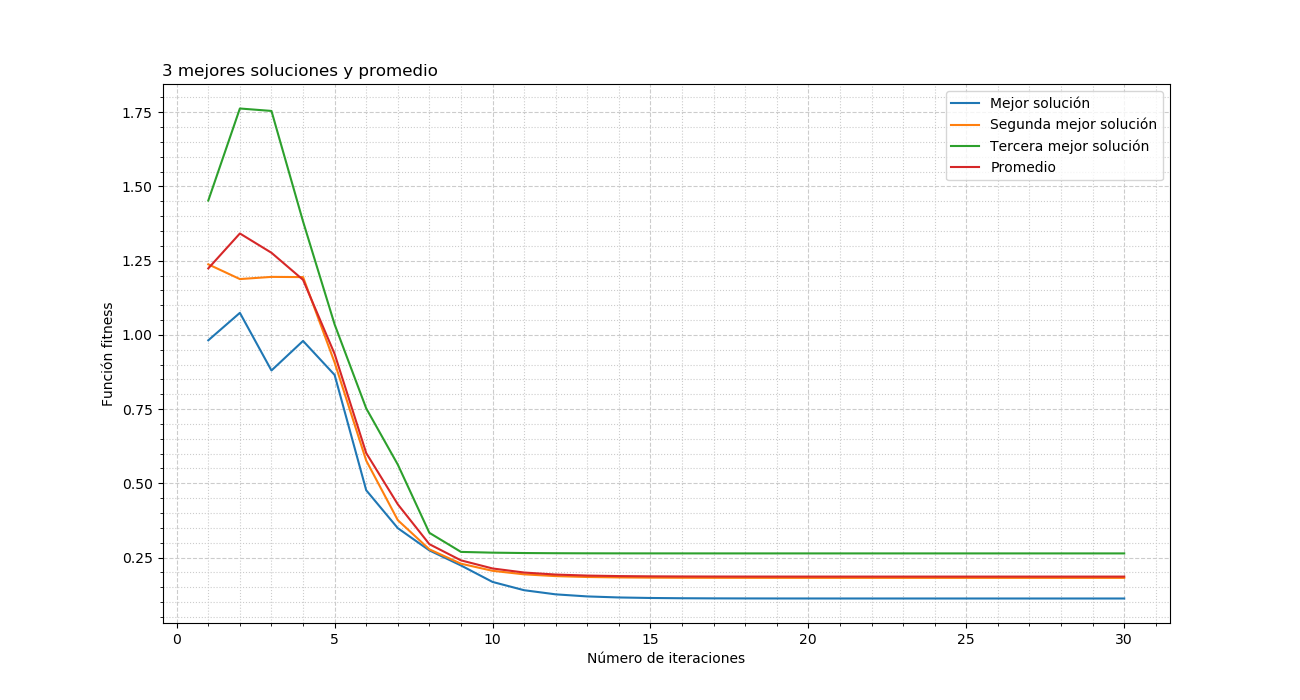 3 mejores soluciones y promedio
Mejor solución
Segunda mejor solución
Tercera mejor solución
Promedio
Función fitness
1.75
1.50
1.25
1.00
0.75
0.50
0.25
0 5 10 15 20 25 30
Número de iteraciones